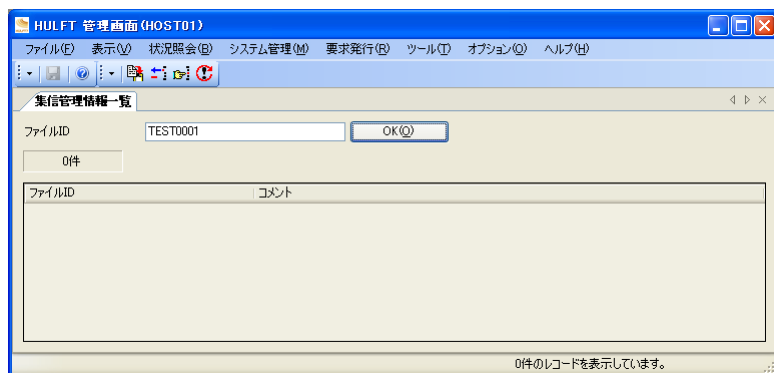 HULFT 管理画面(HOST01)
ファイル(F) 表示(V) 状況照会(B) システム管理(M) 要求発行(R) ツール(T) オプション(O) ヘルプ(H)
集信管理情報一覧
ファイルID TEST0001 OK(O)
0件
ファイルID コメント
0件のレコードを表示しています。